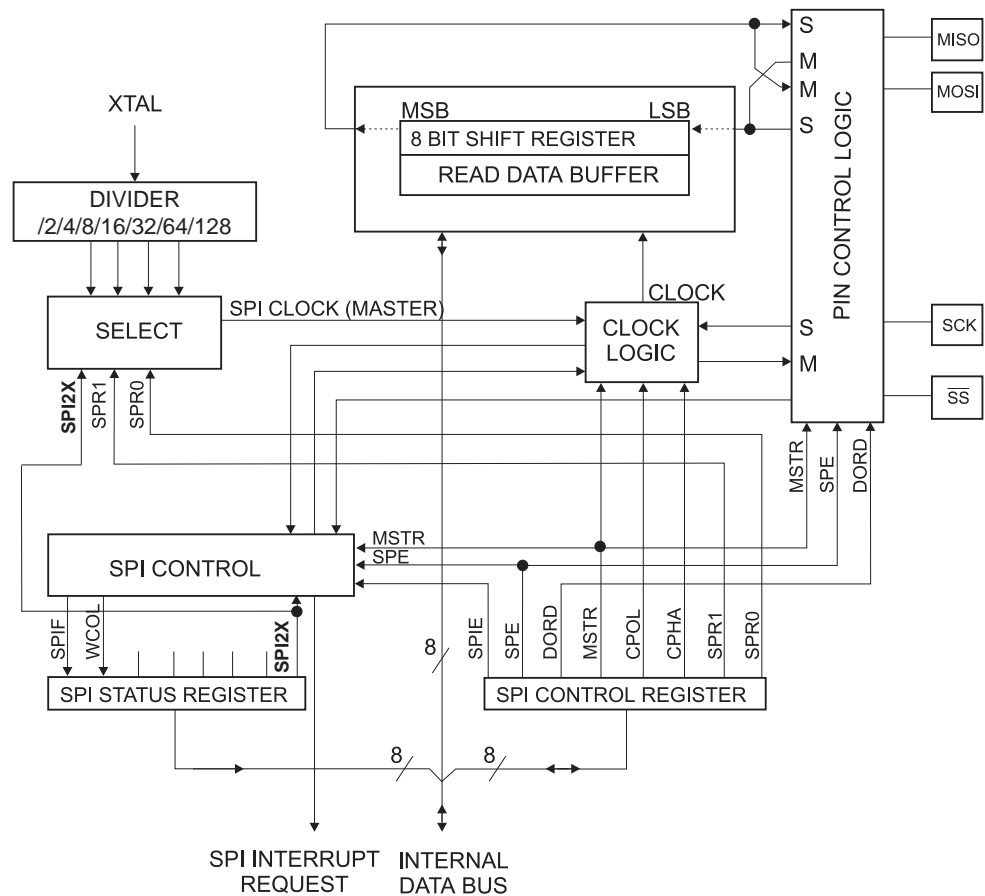 S
MISO
M
M
MOSI
XTAL
MSB
LSB
S
8 BIT SHIFT REGISTER
READ DATA BUFFER
PIN CONTROL LOGIC
DIVIDER
/2/4/8/16/32/64/128
SPI CLOCK (MASTER)
CLOCK
SELECT
CLOCK
LOGIC
S
SCK
M
SS
SPI2X
SPR1
SPR0
MSTR
SPE
DORD
MSTR
SPE
SPI CONTROL
SPIF
WCOL
SPI2X
8
SPIE
SPE
DORD
MSTR
CPOL
CPHA
SPR1
SPR0
SPI STATUS REGISTER
SPI CONTROL REGISTER
8
8
SPI INTERRUPT
REQUEST
INTERNAL
DATA BUS